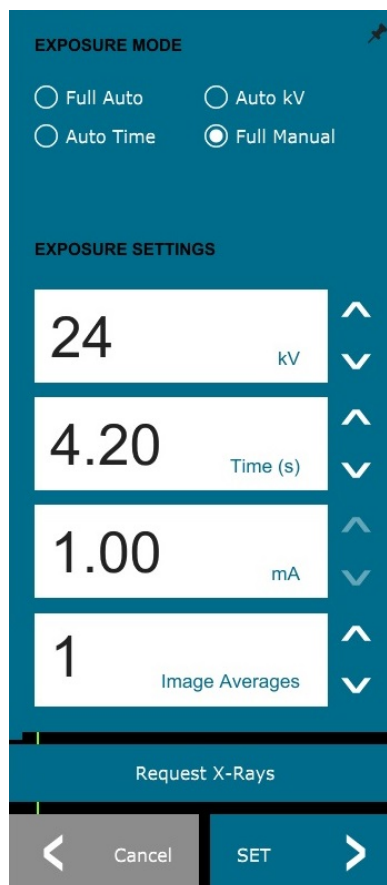 EXPOSURE MODE
Full Auto Auto kV
Auto Time Full Manual
EXPOSURE SETTINGS
24 kV
4.20 Time (s)
1.00 mA
1 Image Averages
Request X-Rays
Cancel SET